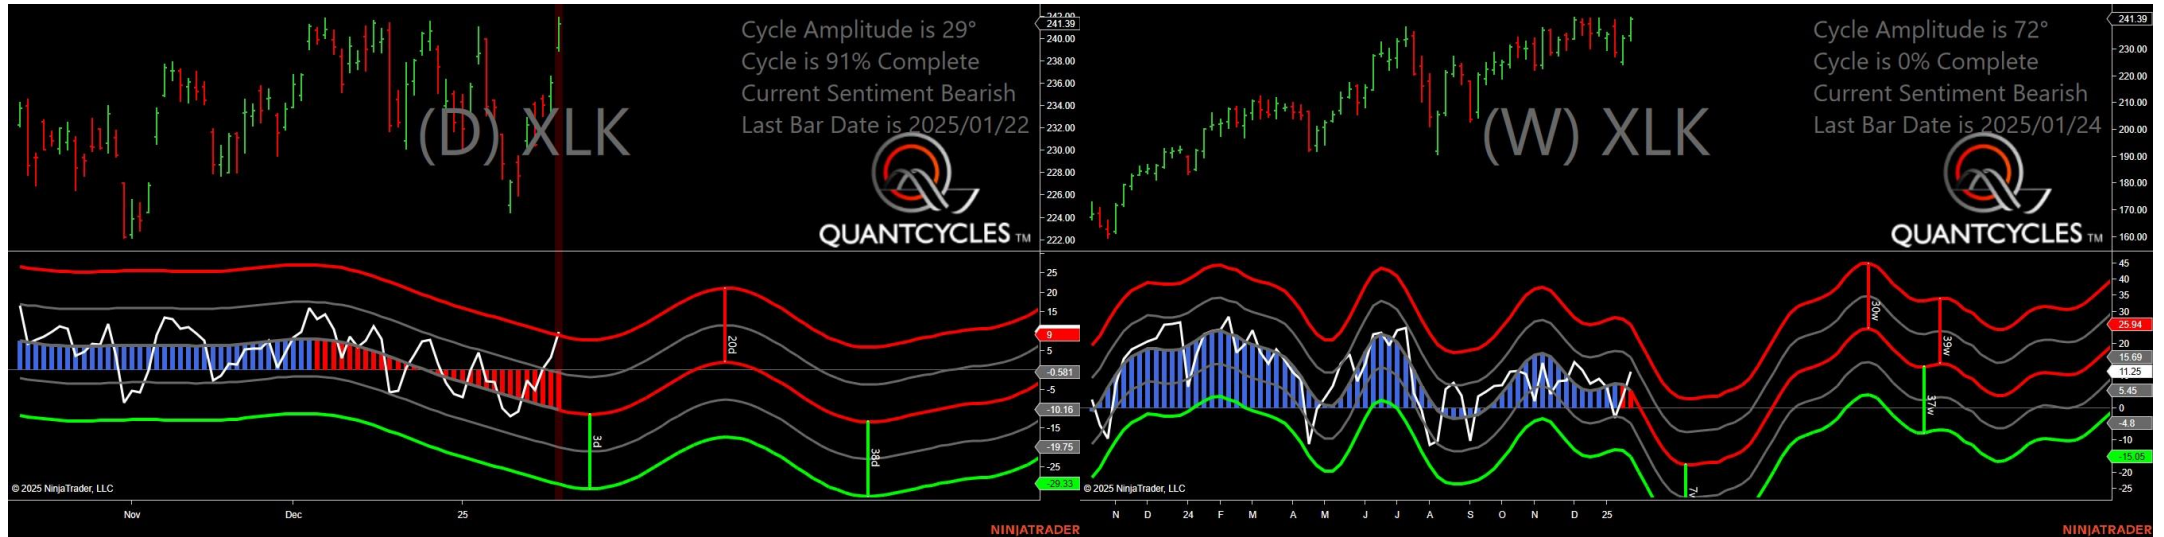 Cycle Amplitude is 29°
Cycle is 91% Complete
Current Sentiment Bearish
Last Bar Date is 2025/01/22
(D) XLK
QUANTCYCLES TM
242.00
241.39
240.00
238.00
236.00
234.00
232.00
230.00
228.00
226.00
224.00
222.00
25
20
15
9
5
-0.581
-5
-10.16
-15
-19.75
-25
-29.33
3d
20d
38d
© 2025 NinjaTrader, LLC
Nov
Dec
25
NINJATRADER
Cycle Amplitude is 72°
Cycle is 0% Complete
Current Sentiment Bearish
Last Bar Date is 2025/01/24
(W) XLK
QUANTCYCLES TM
241.39
230.00
220.00
210.00
200.00
190.00
180.00
170.00
160.00
45
40
35
30
25.94
20
15.69
11.25
5.45
0
-4.8
-10
-15.05
-20
-25
7
30w
39w
37w
© 2025 NinjaTrader, LLC
N
D
24
F
M
A
M
J
J
A
S
O
N
D
25
NINJATRADER